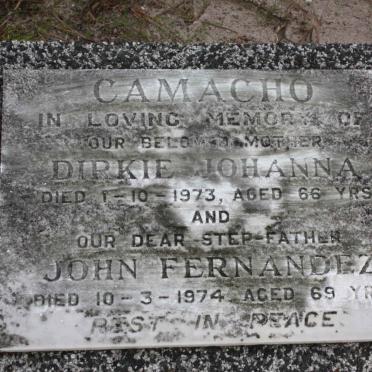 CAMACHO
IN LOVING MEMORY OF
OUR BELOVED MOTHER
DIRKIE JOHANNA
DIED 1-10-1973, AGED 66 YRS
AND
OUR DEAR STEP-FATHER
JOHN FERNANDEZ
DIED 10-3-1974 AGED 69 YR
REST IN PEACE